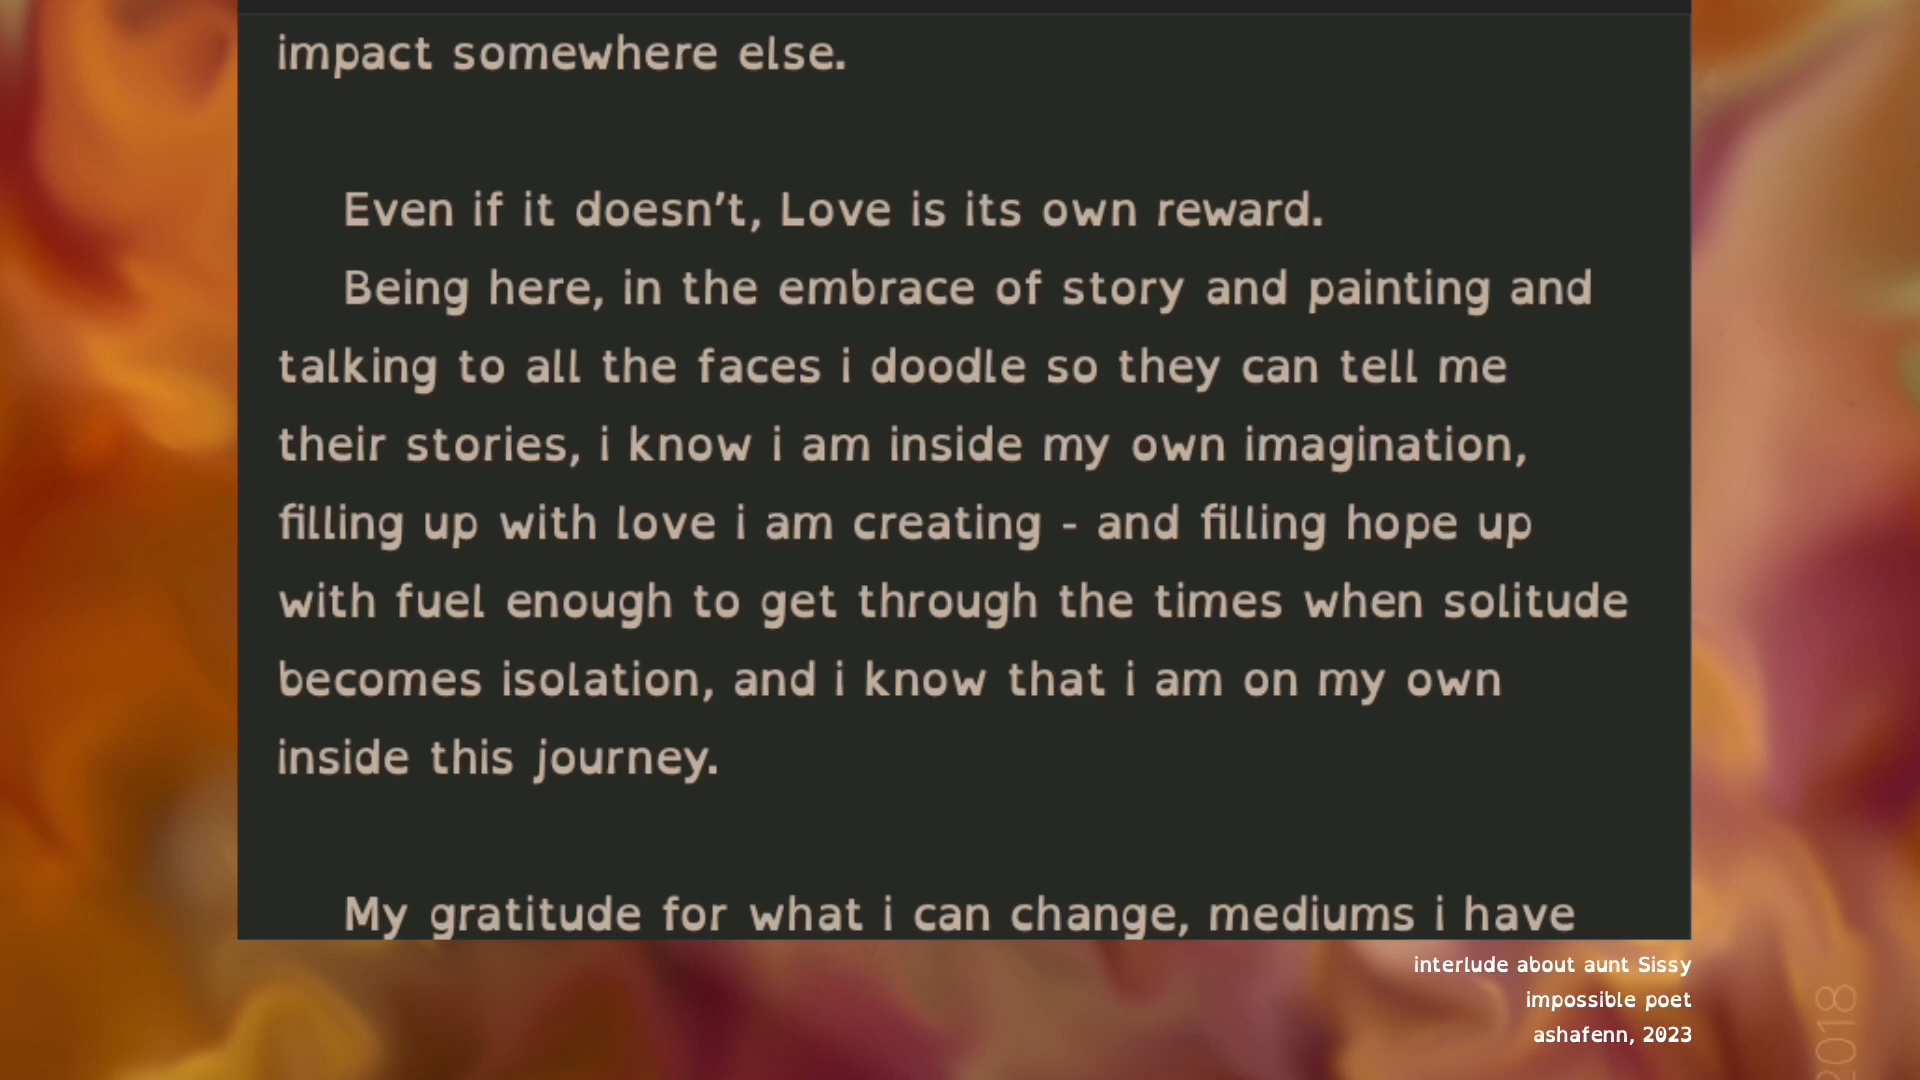 impact somewhere else.
Even if it doesn’t, Love is its own reward.
Being here, in the embrace of story and painting and
talking to all the faces i doodle so they can tell me
their stories, i know i am inside my own imagination,
filling up with love i am creating - and filling hope up
with fuel enough to get through the times when solitude
becomes isolation, and i know that i am on my own
inside this journey.
My gratitude for what i can change, mediums i have
interlude about aunt Sissy
impossible poet
ashafenn, 2023
2018